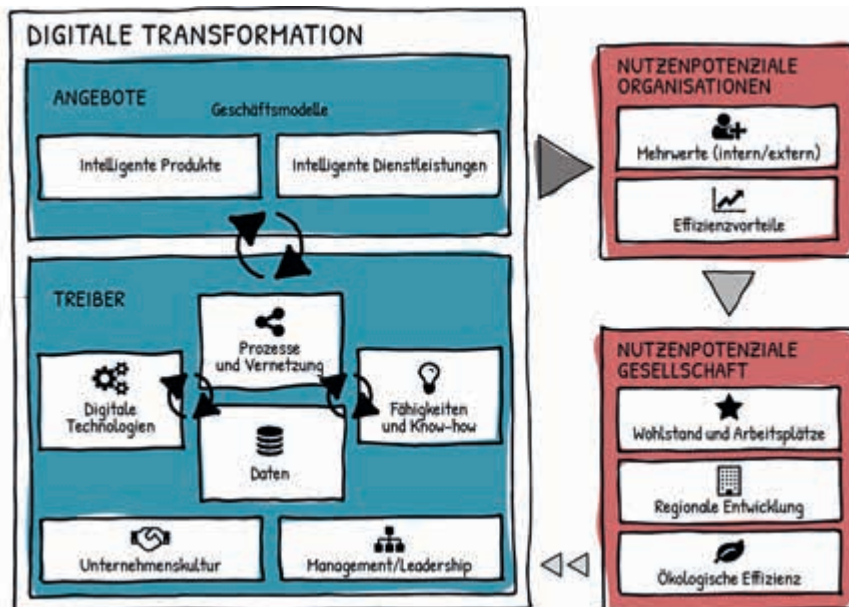 DIGITALE TRANSFORMATION
ANGEBOTE
Geschäftsmodelle
Intelligente Produkte
Intelligente Dienstleistungen
TREIBER
Prozesse
und Vernetzung
Digitale
Technologien
Fähigkeiten
und Know-how
Daten
Unternehmenskultur
Management/Leadership
NUTZENPOTENZIALE
ORGANISATIONEN
Mehrwerte (intern/extern)
Effizienzvorteile
NUTZENPOTENZIALE
GESELLSCHAFT
Wohlstand und Arbeitsplätze
Regionale Entwicklung
Ökologische Effizienz